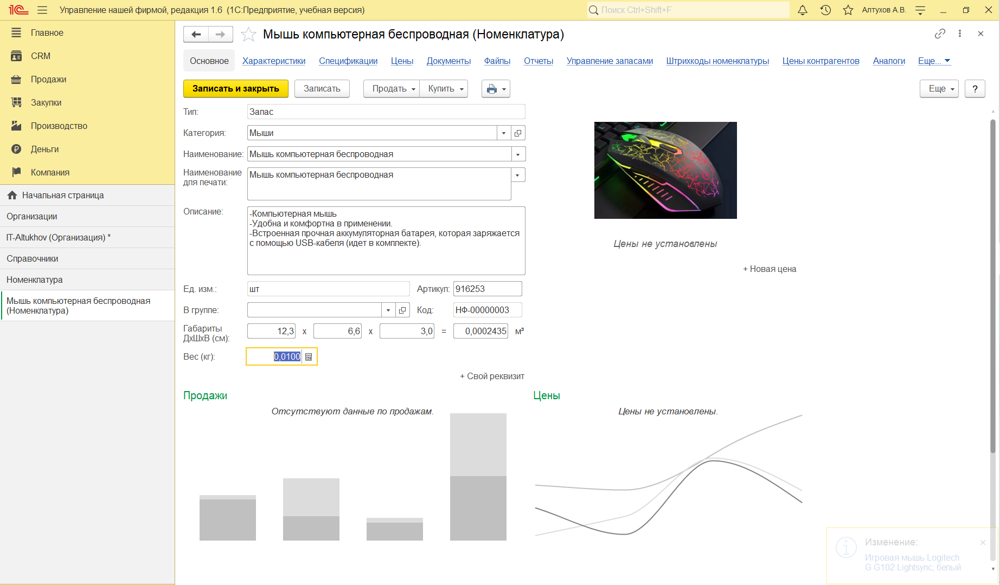 1С Управление нашей фирмой, редакция 1.6 (1С:Предприятие, учебная версия)
Поиск Ctrl+Shift+F
Алтухов А.В.
Главное
CRM
Продажи
Закупки
Производство
Деньги
Компания
Начальная страница
Организации
IT-Altukhov (Организация) *
Справочники
Номенклатура
Мышь компьютерная беспроводная
(Номенклатура)
Мышь компьютерная беспроводная (Номенклатура)
Основное Характеристики Спецификации Цены Документы Файлы Отчеты Управление запасами Штрихкоды номенклатуры Цены контрагентов Аналоги Еще...
Записать и закрыть Записать Продать Купить Еще ?
Тип: Запас
Категория: Мыши
Наименование: Мышь компьютерная беспроводная
Наименование
для печати:
Мышь компьютерная беспроводная
Описание:
-Компьютерная мышь
-Удобна и комфортна в применении.
-Встроенная прочная аккумуляторная батарея, которая заряжается
с помощью USB-кабеля (идет в комплекте).
Цены не установлены
+ Новая цена
Ед. изм.: шт Артикул: 916253
В группе: Код: НФ-00000003
Габариты
ДхШхВ (см):
12,3 х 6,6 х 3,0 = 0,0002435 м³
Вес (кг): 0,0100
+ Свой реквизит
Продажи
Отсутствуют данные по продажам.
Цены
Цены не установлены.
Изменение:
Игровая мышь Logitech
G G102 Lightsync, белый